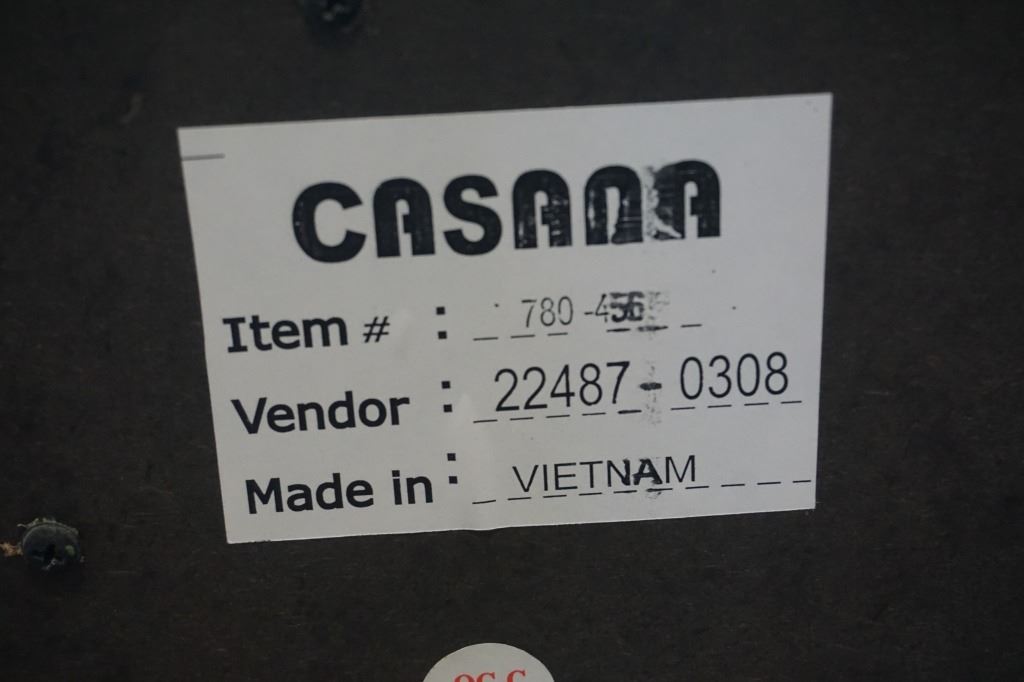 CASANA
Item # : 780-456
Vendor : 22487-0308
Made in : VIETNAM